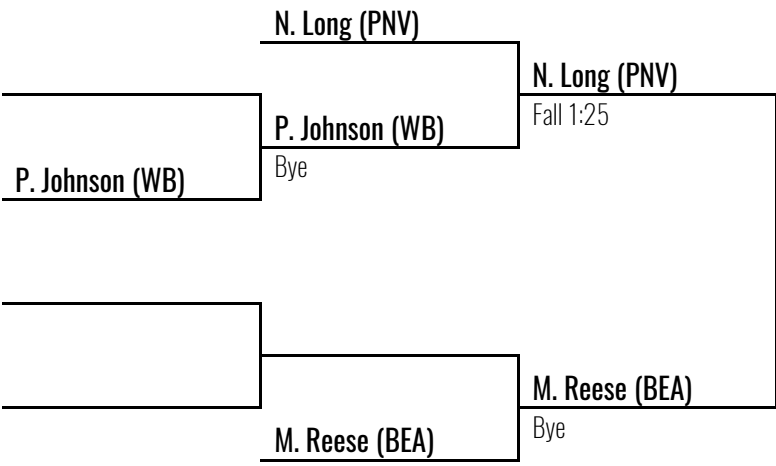 N. Long (PNV)
N. Long (PNV)
Fall 1:25
P. Johnson (WB)
Bye
P. Johnson (WB)
M. Reese (BEA)
Bye
M. Reese (BEA)